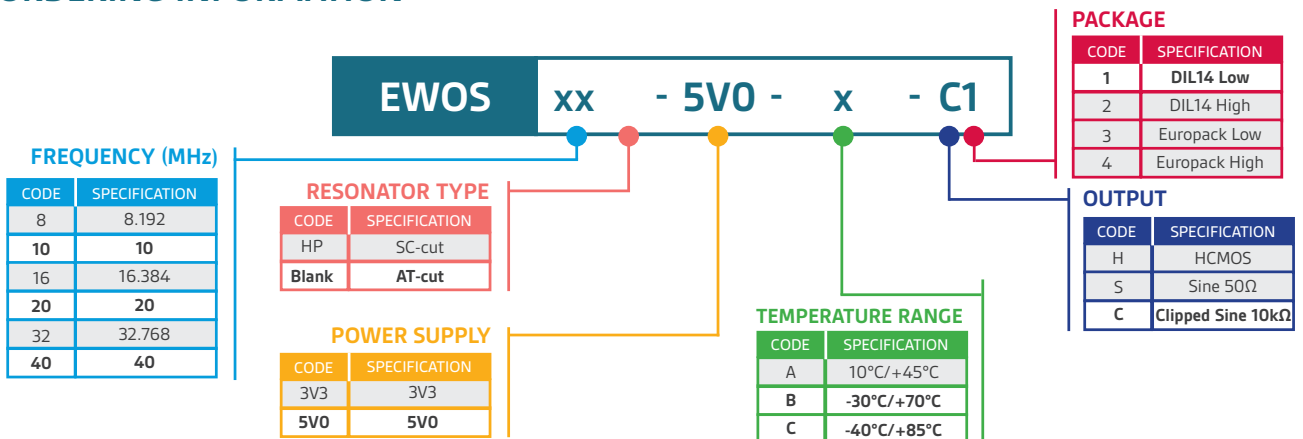 PACKAGE
CODE SPECIFICATION
1 DIL14 Low
2 DIL14 High
3 Europack Low
4 Europack High
EWOS xx - 5V0 - x - C1
FREQUENCY (MHz)
CODE SPECIFICATION
8 8.192
10 10
16 16.384
20 20
32 32.768
40 40
RESONATOR TYPE
CODE SPECIFICATION
HP SC-cut
Blank AT-cut
POWER SUPPLY
CODE SPECIFICATION
3V3 3V3
5V0 5V0
TEMPERATURE RANGE
CODE SPECIFICATION
A 10°C/+45°C
B -30°C/+70°C
C -40°C/+85°C
OUTPUT
CODE SPECIFICATION
H HCMOS
S Sine 50Ω
C Clipped Sine 10kΩ